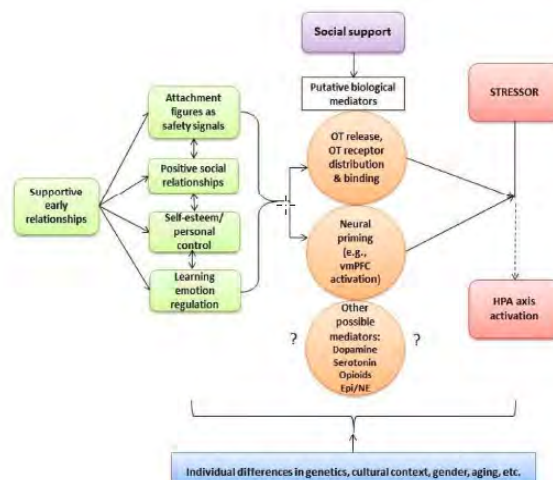 Social support
Putative biological
mediators
STRESSOR
Attachment
figures as
safety signals
Positive social
relationships
Self-esteem/
personal
control
Learning
emotion
regulation
Supportive
early
relationships
OT release,
OT receptor
distribution
& binding
Neural
priming
(e.g.,
vmPFC
activation)
Other
possible
mediators:
Dopamine
Serotonin
Opioids
Epi/NE
?
?
HPA axis
activation
Individual differences in genetics, cultural context, gender, aging, etc.